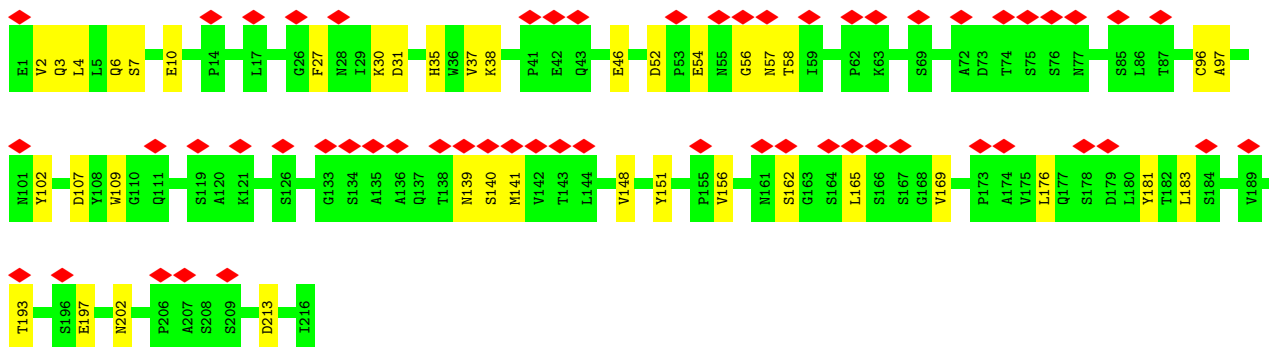 E1 V2 Q3 L4 L5 Q6 S7 E10 P14 L17 G26 F27 N28 I29 K30 D31 H35 W36 V37 K38 P41 E42 Q43 E46 D52 P53 E54 N55 G56 N57 T58 I59 P62 K63 S69 A72 D73 T74 S75 S76 N77 S85 L86 T87 C96 A97
N101 Y102 D107 Y108 W109 G110 Q111 S119 A120 K121 S126 G133 S134 A135 A136 Q137 T138 N139 S140 M141 V142 T143 L144 V148 Y151 P155 V156 N161 S162 G163 S164 L165 S166 S167 G168 V169 P173 A174 V175 L176 Q177 S178 D179 L180 Y181 T182 L183 S184 V189
T193 S196 E197 N202 P206 A207 S208 S209 D213 I216